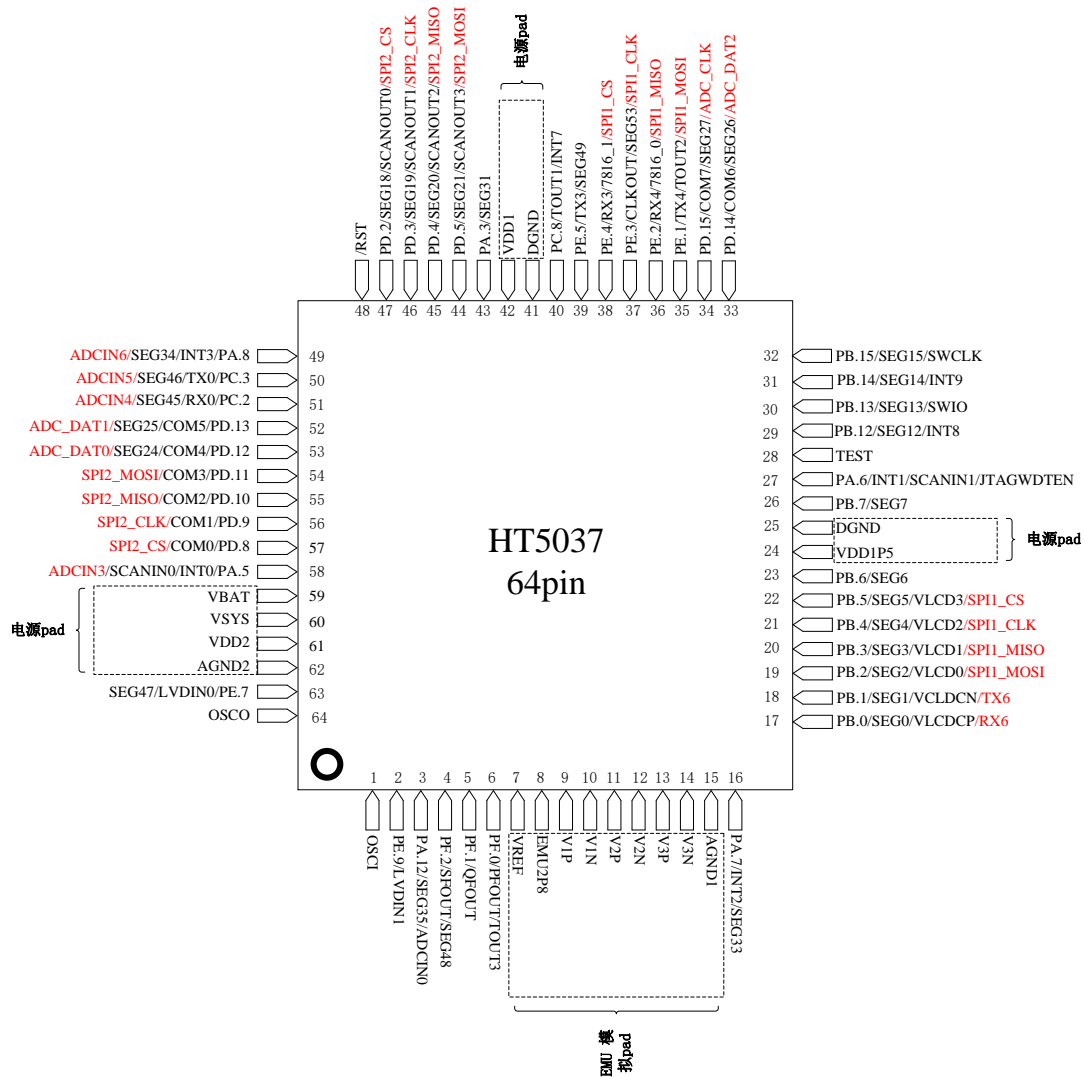 电源pad
/RST
PD.2/SEG18/SCANOUT0/SPI2_CS
PD.3/SEG19/SCANOUT1/SPI2_CLK
PD.4/SEG20/SCANOUT2/SPI2_MISO
PD.5/SEG21/SCANOUT3/SPI2_MOSI
PA.3/SEG31
VDD1
DGND
PC.8/TOUT1/INT7
PE.5/TX3/SEG49
PE.4/RX3/7816_1/SPI1_CS
PE.3/CLKOUT/SEG53/SPI1_CLK
PE.2/RX4/7816_0/SPI1_MISO
PE.1/TX4/TOUT2/SPI1_MOSI
PD.15/COM7/SEG27/ADC_CLK
PD.14/COM6/SEG26/ADC_DAT2
48 47 46 45 44 43 42 41 40 39 38 37 36 35 34 33
ADCIN6/SEG34/INT3/PA.8 49
ADCIN5/SEG46/TX0/PC.3 50
ADCIN4/SEG45/RX0/PC.2 51
ADC_DAT1/SEG25/COM5/PD.13 52
ADC_DAT0/SEG24/COM4/PD.12 53
SPI2_MOSI/COM3/PD.11 54
SPI2_MISO/COM2/PD.10 55
SPI2_CLK/COM1/PD.9 56
SPI2_CS/COM0/PD.8 57
ADCIN3/SCANIN0/INT0/PA.5 58
VBAT 59
VSYS 60
VDD2 61
AGND2 62
电源pad
SEG47/LVDIN0/PE.7 63
OSCO 64
HT5037
64pin
32 PB.15/SEG15/SWCLK
31 PB.14/SEG14/INT9
30 PB.13/SEG13/SWIO
29 PB.12/SEG12/INT8
28 TEST
27 PA.6/INT1/SCANIN1/JTAGWDTEN
26 PB.7/SEG7
25 DGND
24 VDD1P5
电源pad
23 PB.6/SEG6
22 PB.5/SEG5/VLCD3/SPI1_CS
21 PB.4/SEG4/VLCD2/SPI1_CLK
20 PB.3/SEG3/VLCD1/SPI1_MISO
19 PB.2/SEG2/VLCD0/SPI1_MOSI
18 PB.1/SEG1/VCLDCN/TX6
17 PB.0/SEG0/VLCDCP/RX6
1 2 3 4 5 6 7 8 9 10 11 12 13 14 15 16
OSCI
PE.9/LVDIN1
PA.12/SEG35/ADCIN0
PF.2/SFOUT/SEG48
PF.1/QFOUT
PF.0/PFOUT/TOUT3
VREF
EMU2P8
V1P
V1N
V2P
V2N
V3P
V3N
AGND1
PA.7/INT2/SEG33
EMU 模
拟pad